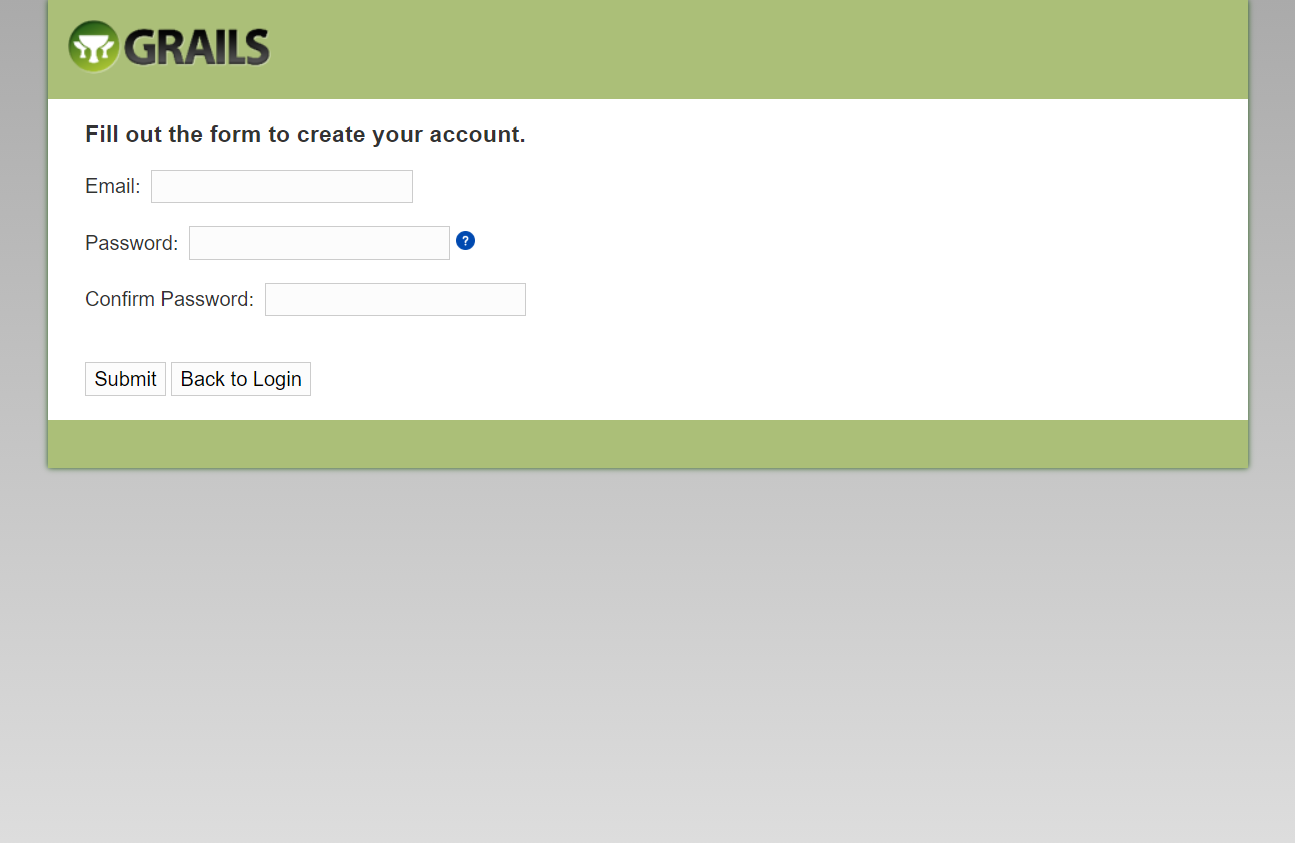 GRAILS
Fill out the form to create your account.
Email:
Password: ?
Confirm Password:
Submit Back to Login